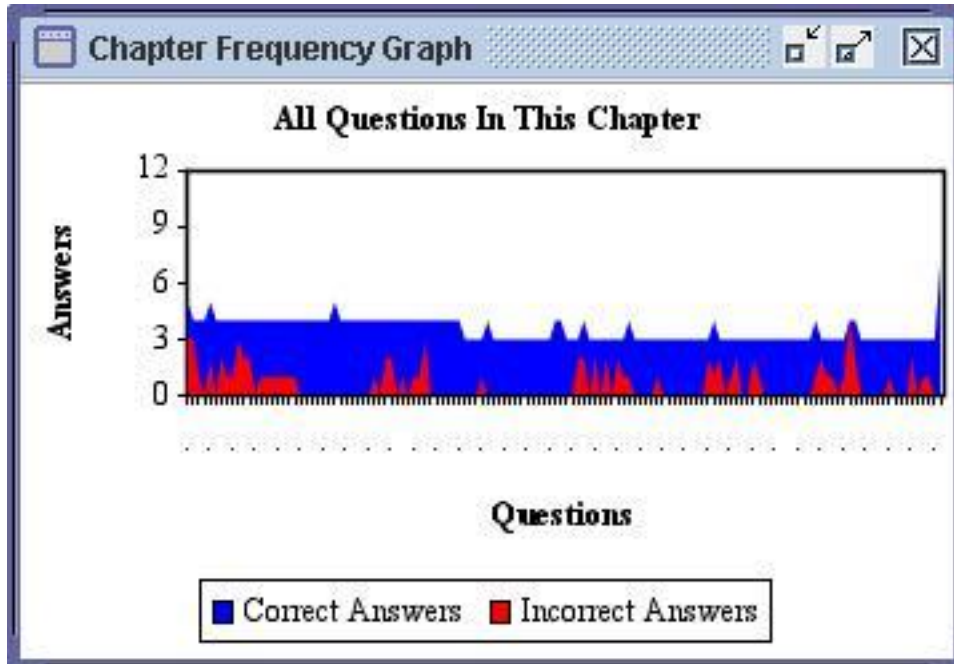 Chapter Frequency Graph
All Questions In This Chapter
12
9
6
3
0
Answers
Questions
Correct Answers Incorrect Answers